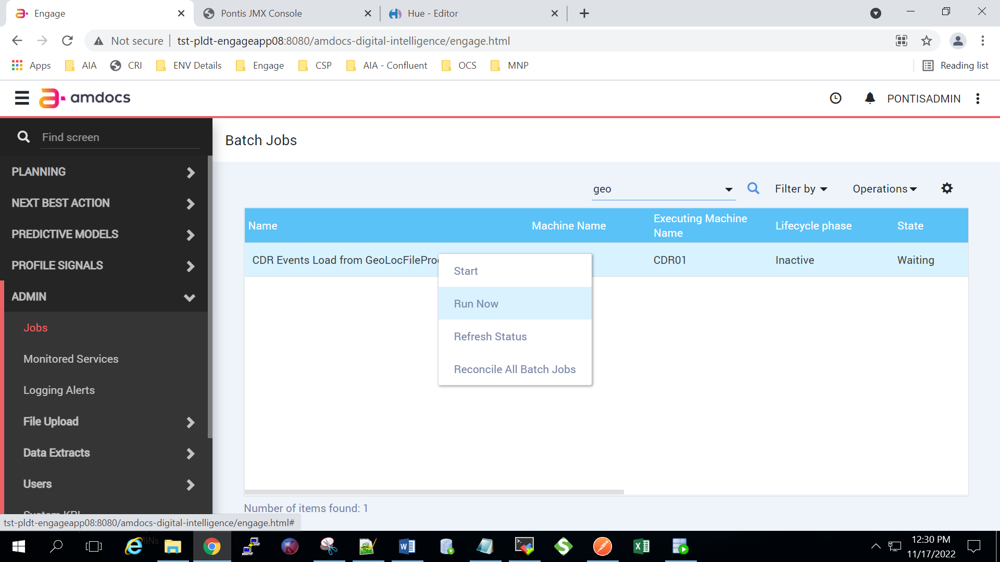 Engage
Pontis JMX Console
Hue - Editor
Not secure
tst-pldt-engageapp08:8080/amdocs-digital-intelligence/engage.html
Apps
AIA
CRI
ENV Details
Engage
CSP
AIA - Confluent
OCS
MNP
Reading list
amdocs
PONTISADMIN
Find screen
Batch Jobs
PLANNING
NEXT BEST ACTION
PREDICTIVE MODELS
PROFILE SIGNALS
ADMIN
Jobs
Monitored Services
Logging Alerts
File Upload
Data Extracts
Users
System KPI
geo
Filter by
Operations
Name
Machine Name
Executing Machine
Name
Lifecycle phase
State
CDR Events Load from GeoLocFileProc
CDR01
Inactive
Waiting
Start
Run Now
Refresh Status
Reconcile All Batch Jobs
Number of items found: 1
tst-pldt-engageapp08:8080/amdocs-digital-intelligence/engage.html#
12:30 PM
11/17/2022